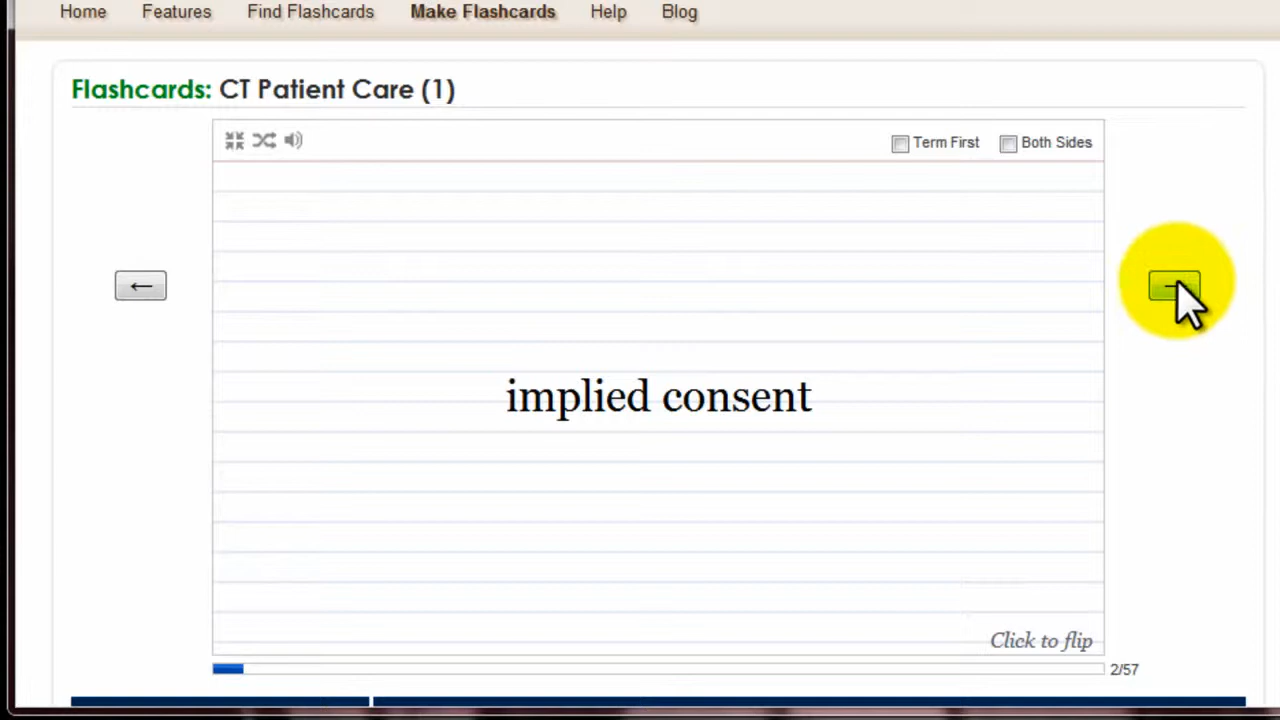 Home Features Find Flashcards Make Flashcards Help Blog
Flashcards: CT Patient Care (1)
Term First Both Sides
←
implied consent
Click to flip
2/57